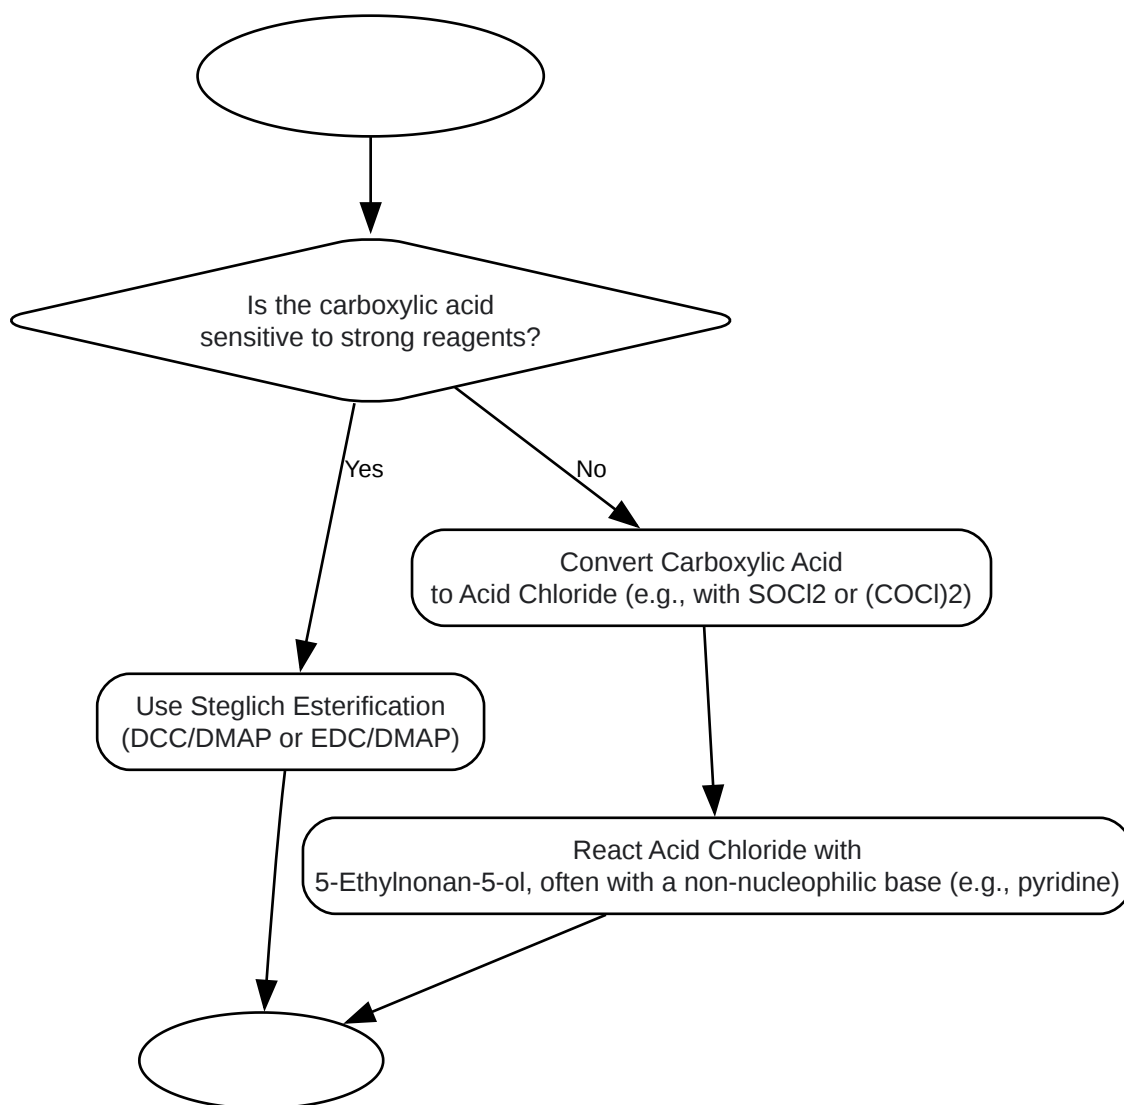 Is the carboxylic acid
sensitive to strong reagents?
Yes
No
Convert Carboxylic Acid
to Acid Chloride (e.g., with SOCl2 or (COCl)2)
Use Steglich Esterification
(DCC/DMAP or EDC/DMAP)
React Acid Chloride with
5-Ethylnonan-5-ol, often with a non-nucleophilic base (e.g., pyridine)